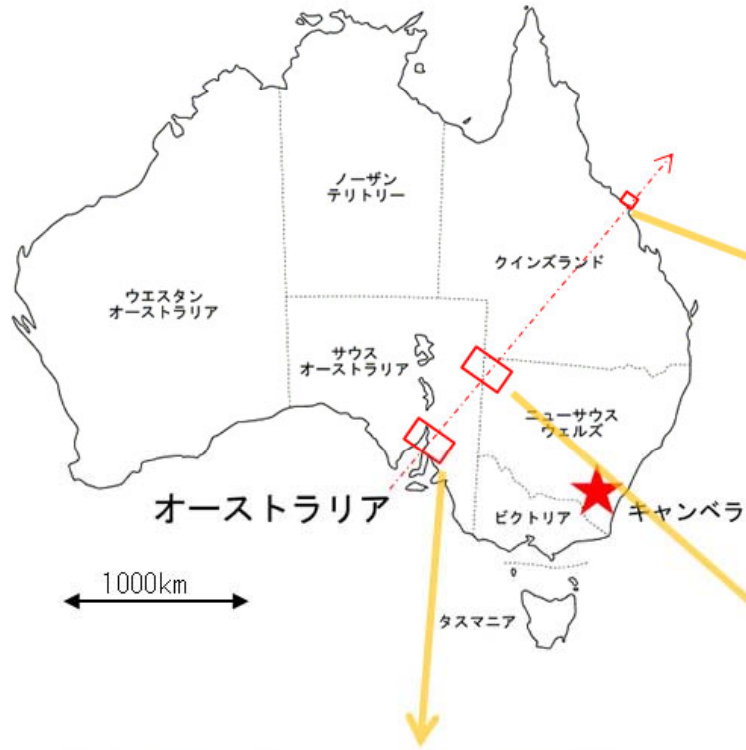 ノーザン
テリトリー
クインズランド
ウエスタン
オーストラリア
サウス
オーストラリア
ニューサウス
ウェルズ
オーストラリア
ビクトリア
キャンベラ
1000km
タスマニア